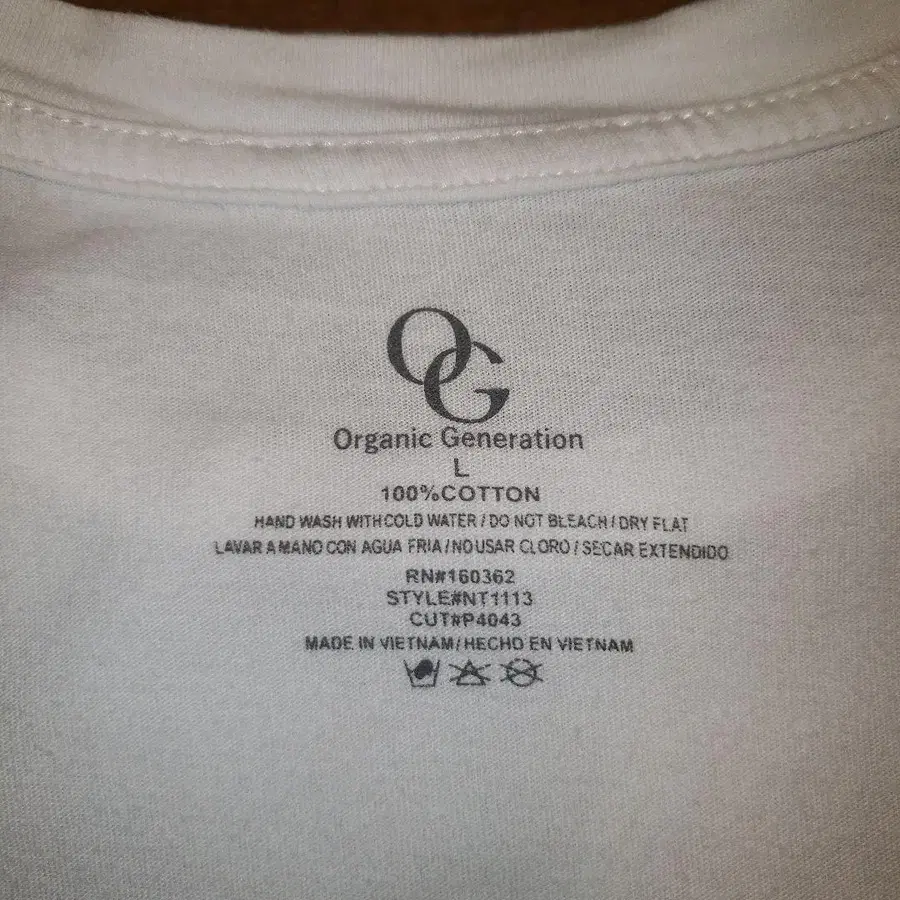 OG
Organic Generation
L
100%COTTON
HAND WASH WITH COLD WATER / DO NOT BLEACH / DRY FLAT
LAVAR A MANO CON AGUA FRIA / NO USAR CLORO / SECAR EXTENDIDO
RN#160362
STYLE#NT1113
CUT#P4043
MADE IN VIETNAM/HECHO EN VIETNAM